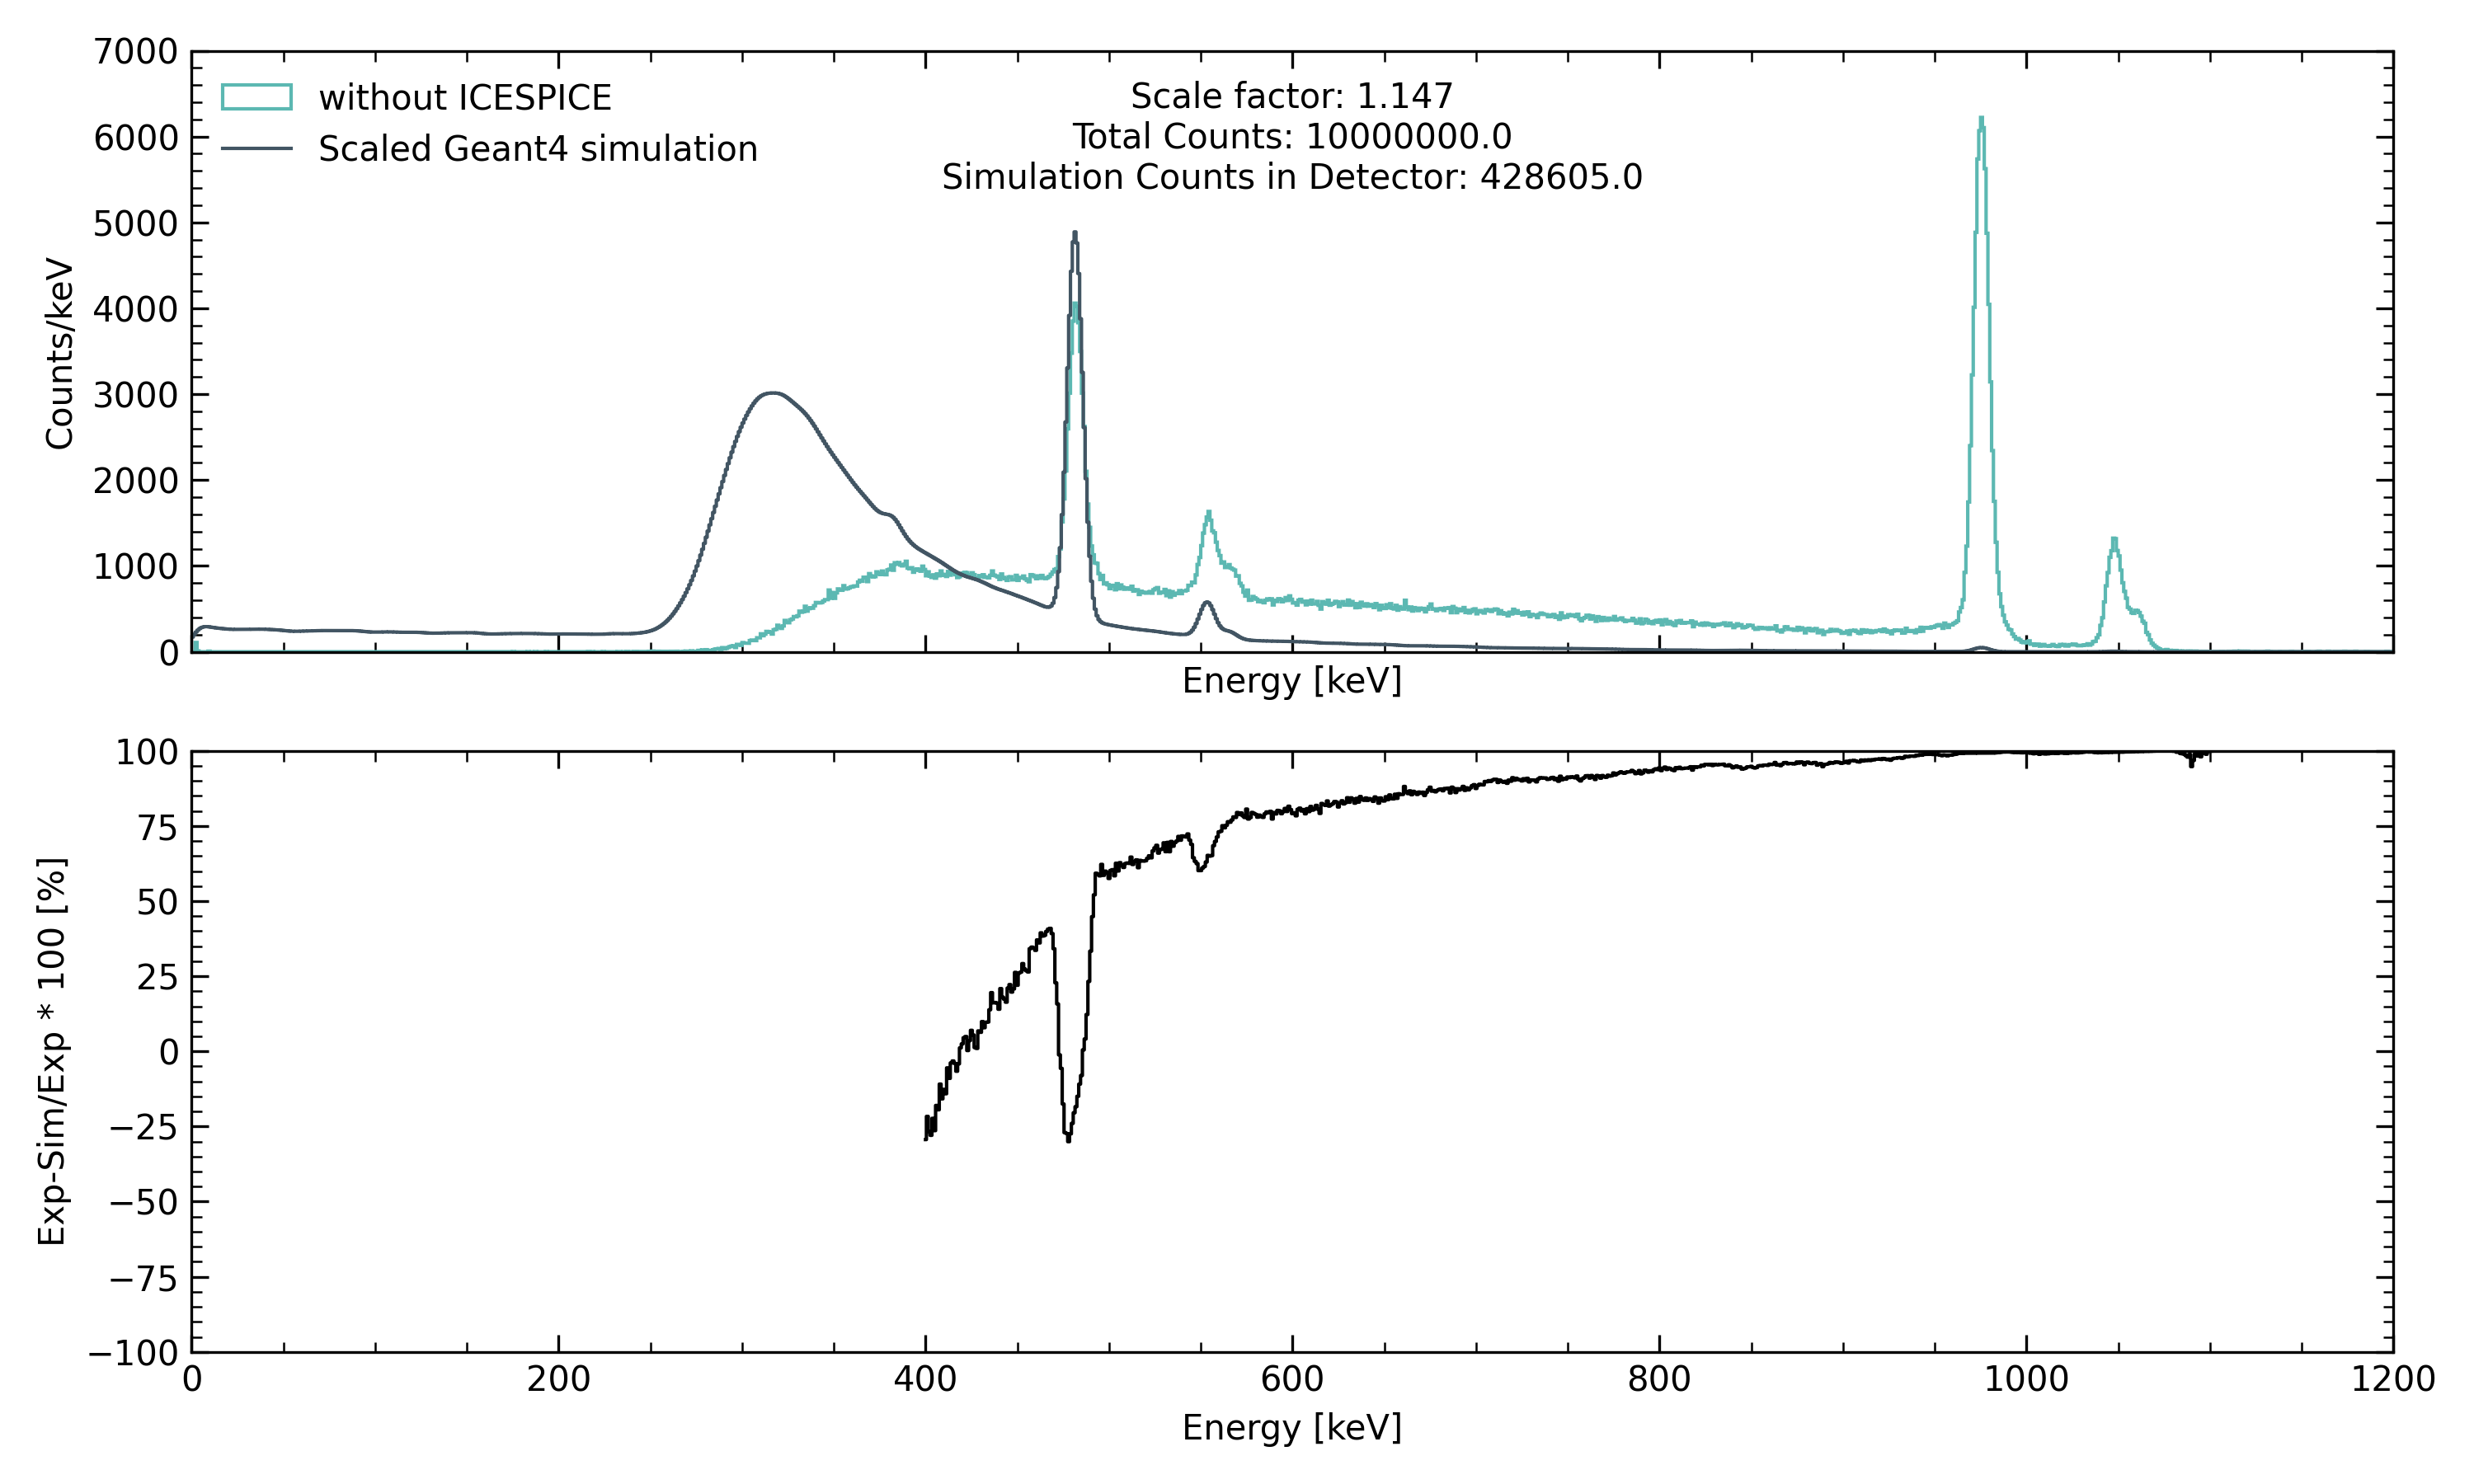 7000
6000
5000
4000
3000
2000
1000
0
Counts/keV
without ICESPICE
Scaled Geant4 simulation
Scale factor: 1.147
Total Counts: 10000000.0
Simulation Counts in Detector: 428605.0
Energy [keV]
100
75
50
25
0
−25
−50
−75
−100
Exp-Sim/Exp * 100 [%]
0 200 400 600 800 1000 1200
Energy [keV]